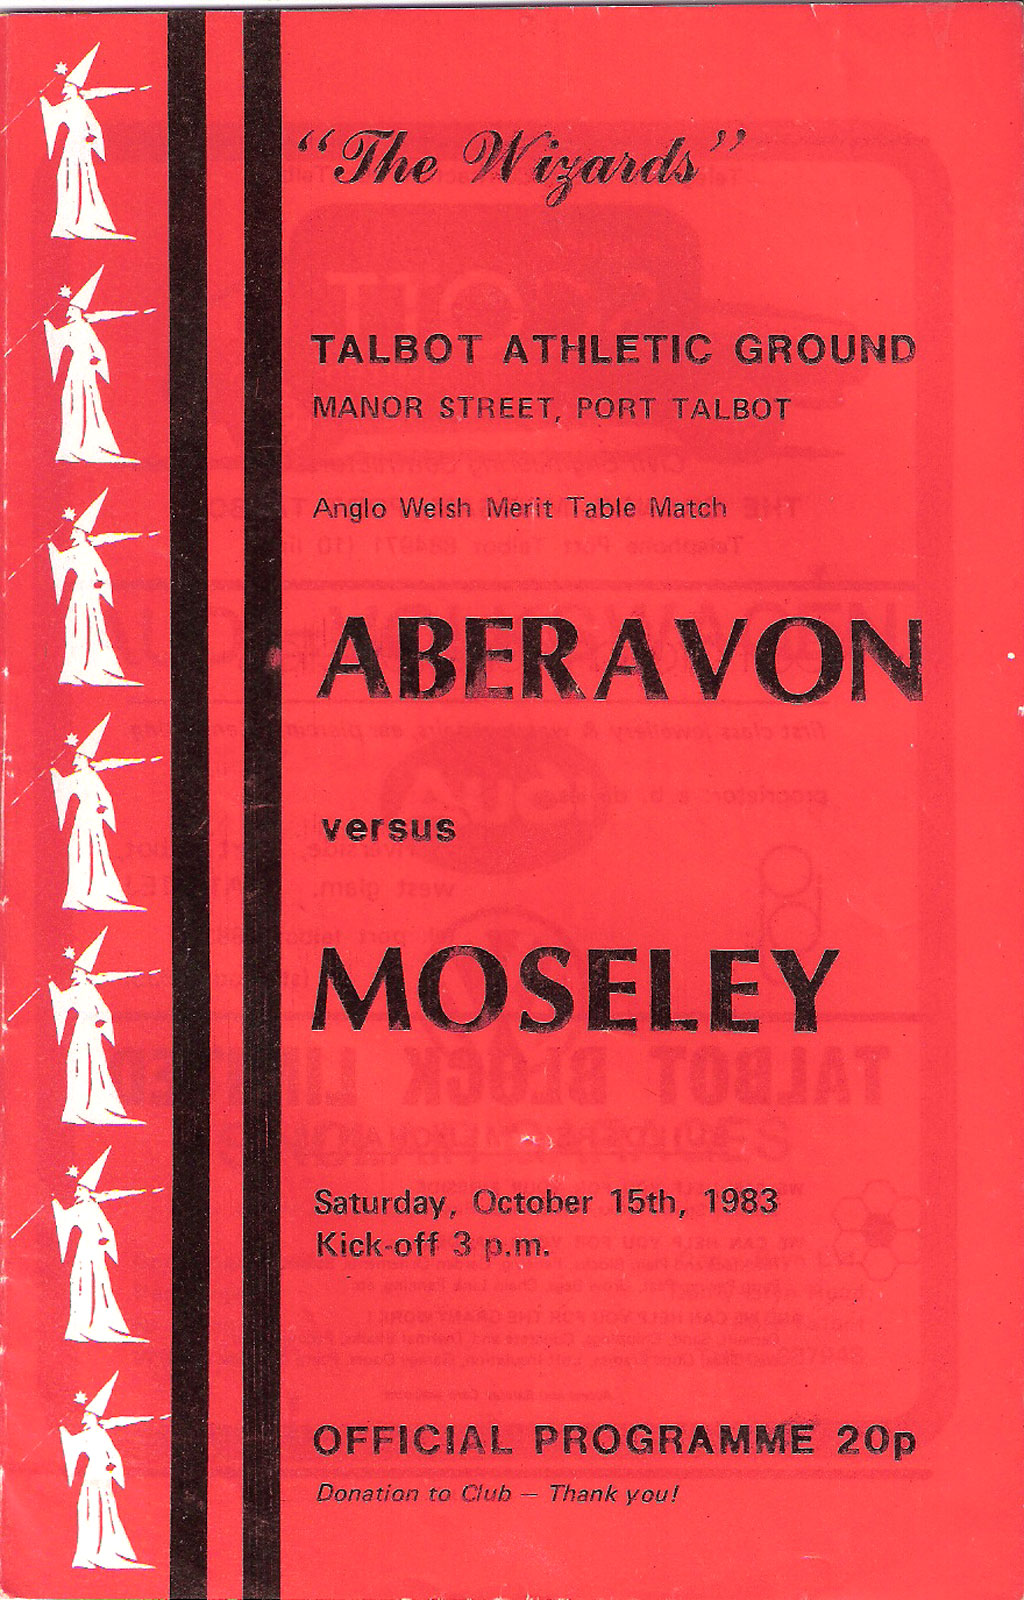 "The Wizards"
TALBOT ATHLETIC GROUND
MANOR STREET, PORT TALBOT
Anglo Welsh Merit Table Match
ABERAVON
versus
MOSELEY
Saturday, October 15th, 1983
Kick-off 3 p.m.
OFFICIAL PROGRAMME 20p
Donation to Club — Thank you!